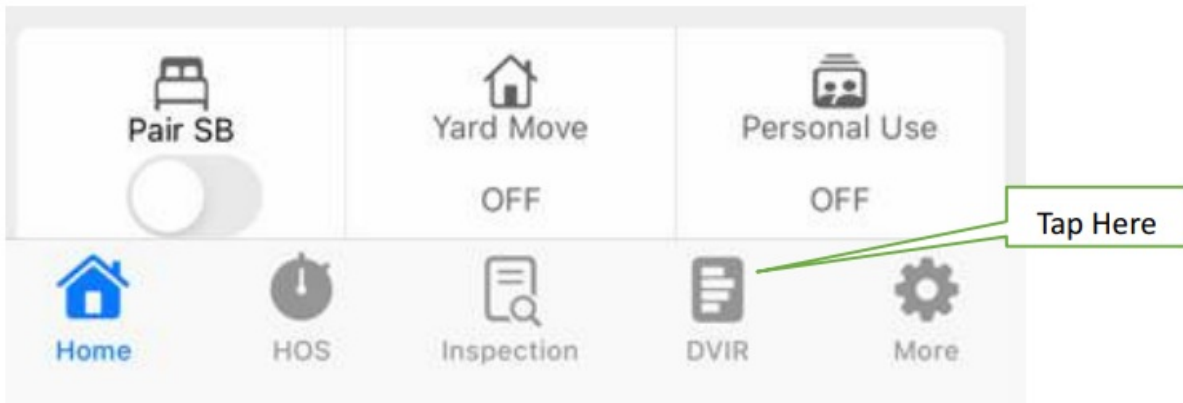 Pair SB
Yard Move
Personal Use
OFF
OFF
Tap Here
Home
HOS
Inspection
DVIR
More